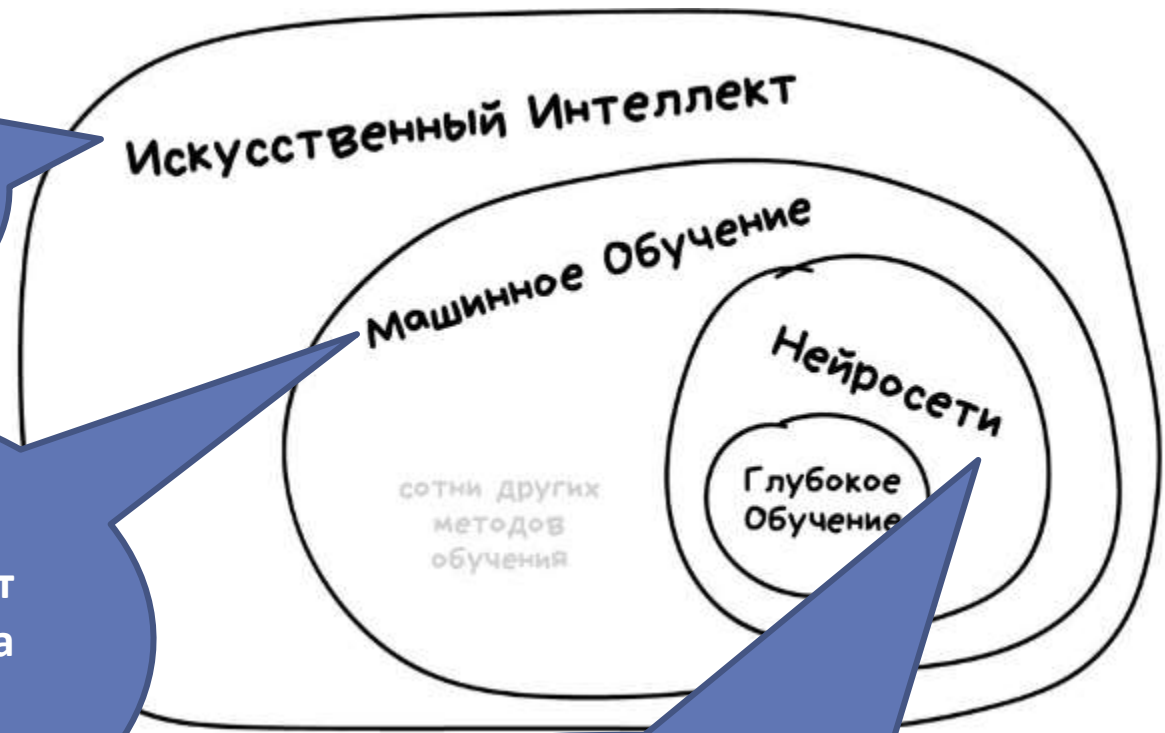 Искусственный Интеллект
Машинное Обучение
Нейросети
Глубокое
Обучение
сотни других
методов
обучения
т
а